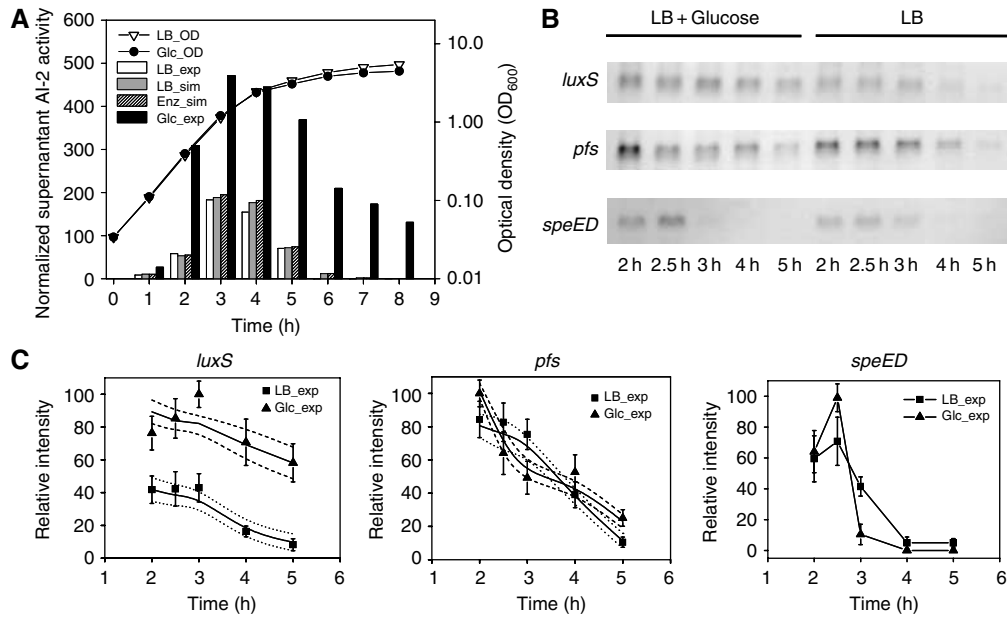 A
Normalized supernatant AI-2 activity
600
500
400
300
200
100
0
LB_OD
Glc_OD
LB_exp
LB_sim
Enz_sim
Glc_exp
10.0
1.00
0.10
0.01
Optical density (OD600)
0 1 2 3 4 5 6 7 8 9
Time (h)
B
LB + Glucose LB
luxS
pfs
speED
2 h 2.5 h 3 h 4 h 5 h 2 h 2.5 h 3 h 4 h 5 h
C
luxS
Relative intensity
100
80
60
40
20
0
LB_exp
Glc_exp
1 2 3 4 5 6
Time (h)
pfs
Relative intensity
100
80
60
40
20
0
LB_exp
Glc_exp
1 2 3 4 5 6
Time (h)
speED
Relative intensity
100
80
60
40
20
0
LB_exp
Glc_exp
1 2 3 4 5 6
Time (h)